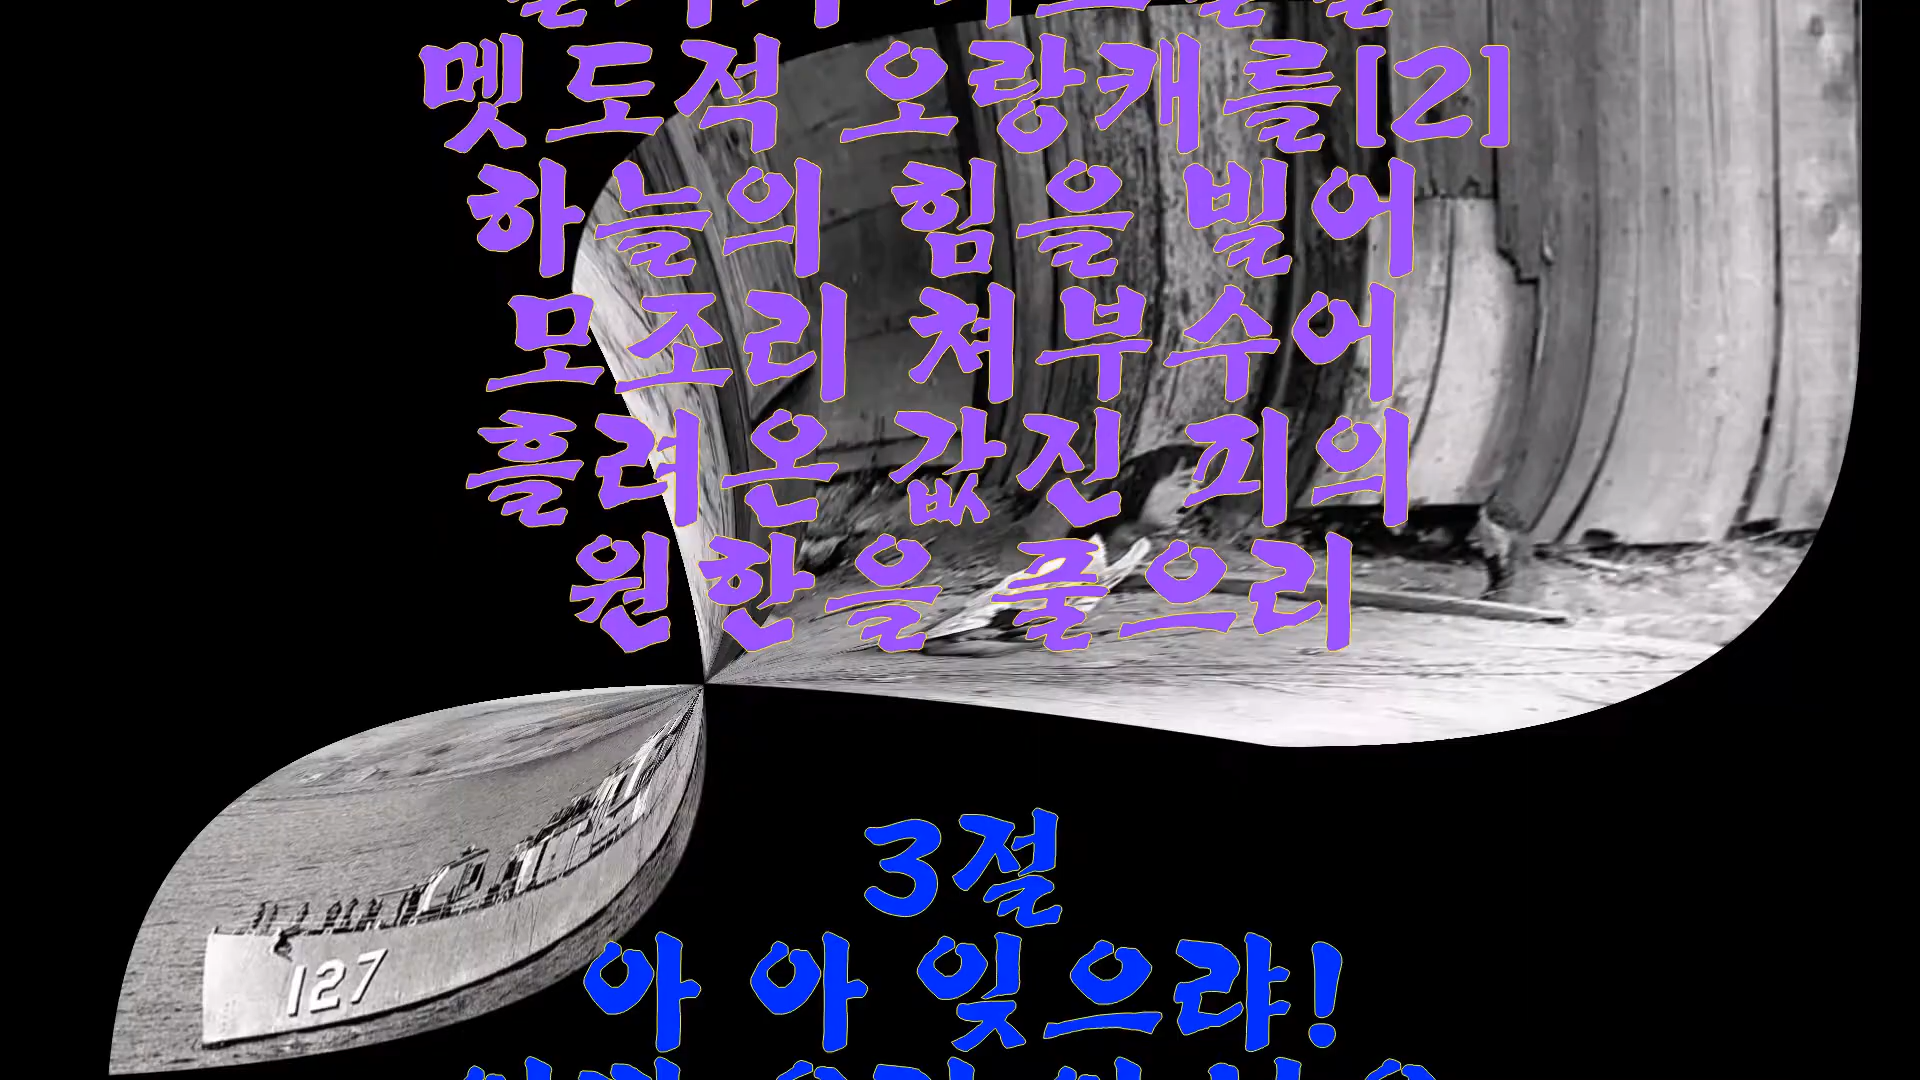 멧도적 오랑캐를[2]
하늘의 힘을 빌어
모조리 쳐부수어
흘려온 값진 피의
원한을 풀으리
3절
아 아 잊으랴!
127